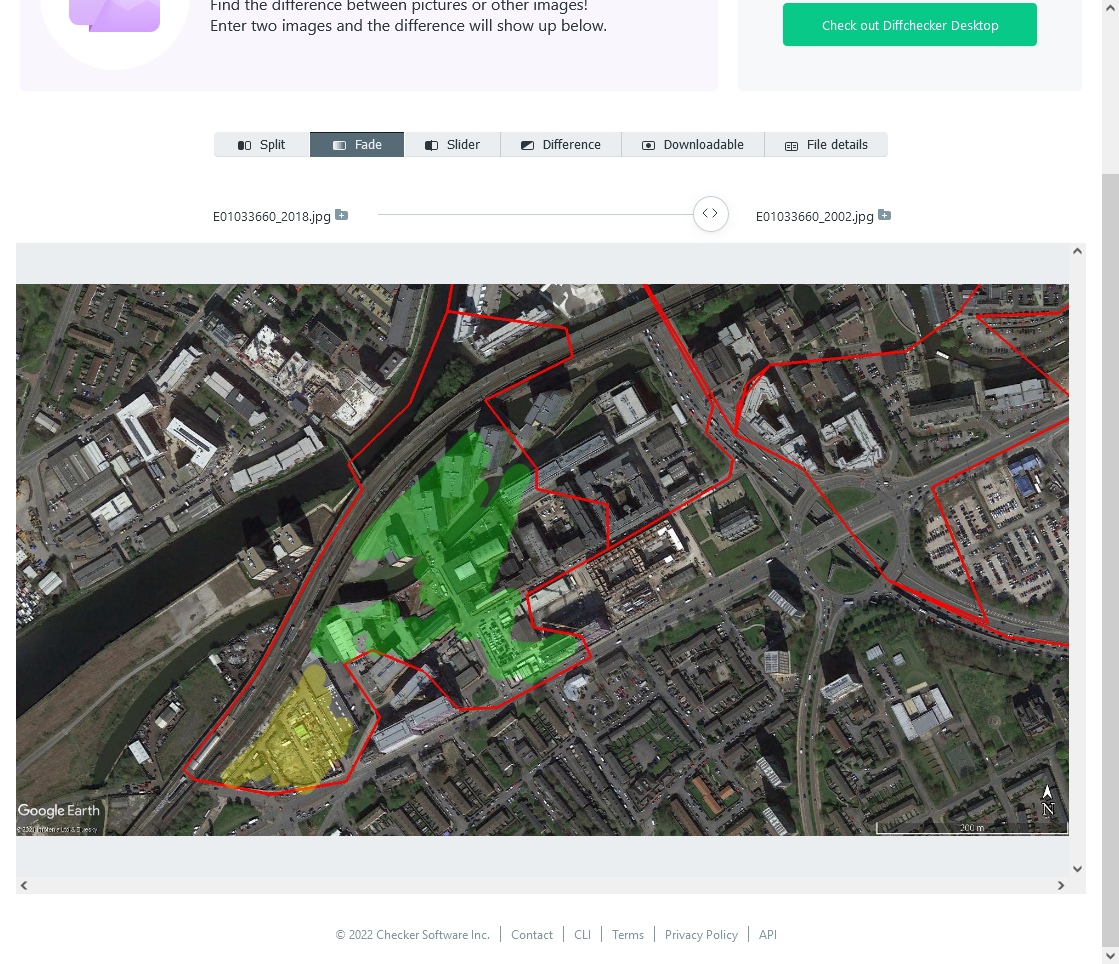 Find the difference between pictures or other images!
Enter two images and the difference will show up below.
Check out Diffchecker Desktop
Split
Fade
Slider
Difference
Downloadable
File details
E01033660_2018.jpg
E01033660_2002.jpg
Google Earth
N
200 m
© 2022 Checker Software Inc.
Contact
CLI
Terms
Privacy Policy
API